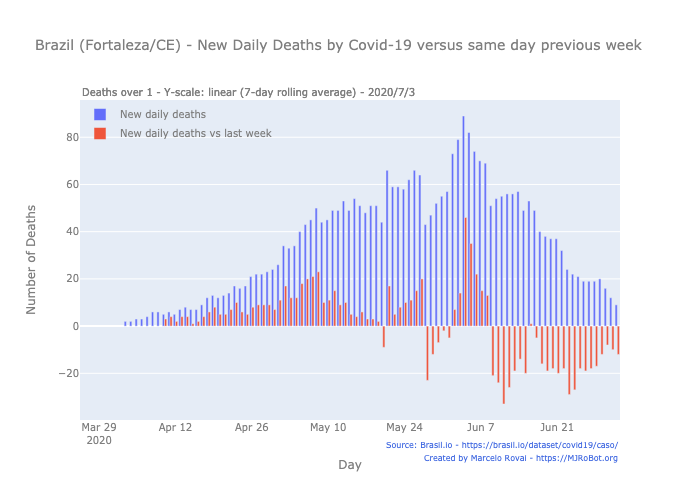 Brazil (Fortaleza/CE) - New Daily Deaths by Covid-19 versus same day previous week
Deaths over 1 - Y-scale: linear (7-day rolling average) - 2020/7/3
New daily deaths
New daily deaths vs last week
80
60
40
20
0
−20
Number of Deaths
Mar 29 Apr 12 Apr 26 May 10 May 24 Jun 7 Jun 21
2020
Day
Source: Brasil.io - https://brasil.io/dataset/covid19/caso/
Created by Marcelo Rovai - https://MJRoBot.org